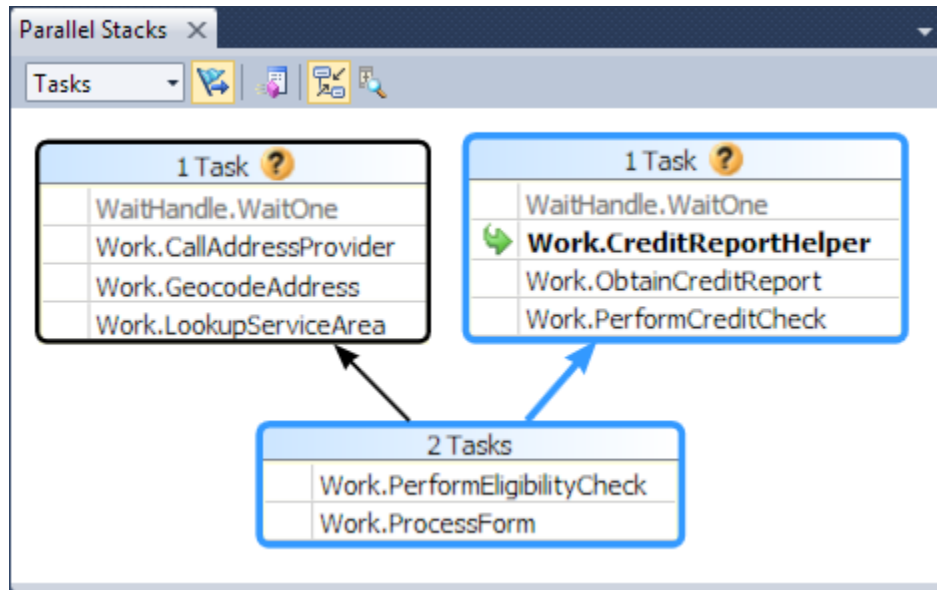 Parallel Stacks
Tasks
1 Task ?
WaitHandle.WaitOne
Work.CallAddressProvider
Work.GeocodeAddress
Work.LookupServiceArea
1 Task ?
WaitHandle.WaitOne
Work.CreditReportHelper
Work.ObtainCreditReport
Work.PerformCreditCheck
2 Tasks
Work.PerformEligibilityCheck
Work.ProcessForm